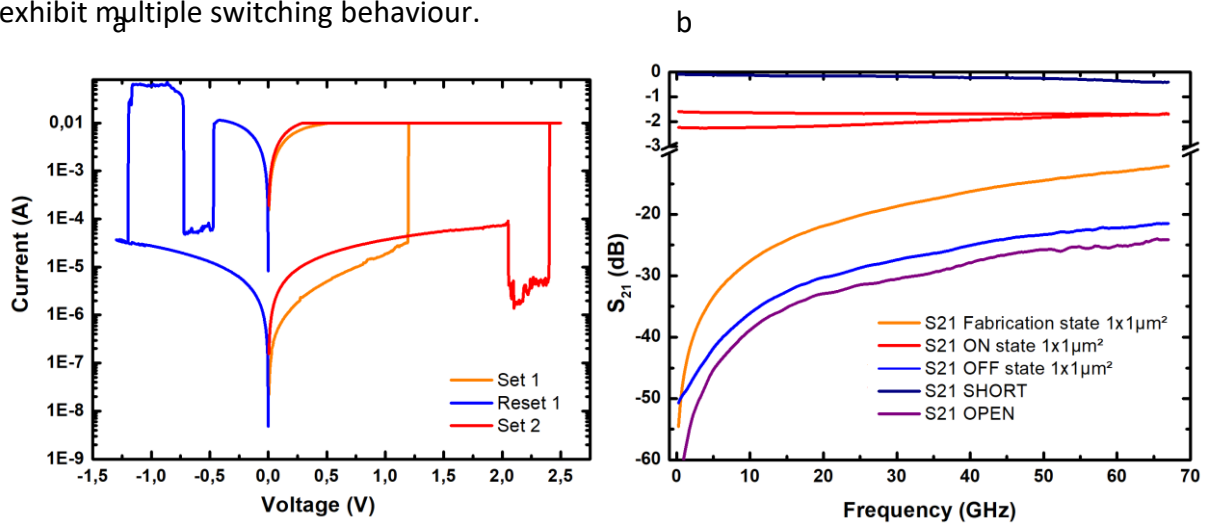 exhibit multiple switching behaviour.
a
b
0,01
1E-3
1E-4
1E-5
1E-6
1E-7
1E-8
1E-9
Current (A)
-1,5 -1,0 -0,5 0,0 0,5 1,0 1,5 2,0 2,5
Voltage (V)
Set 1
Reset 1
Set 2
0
-1
-2
-3
-20
-30
-40
-50
-60
S21 (dB)
0 10 20 30 40 50 60 70
Frequency (GHz)
S21 Fabrication state 1x1µm²
S21 ON state 1x1µm²
S21 OFF state 1x1µm²
S21 SHORT
S21 OPEN